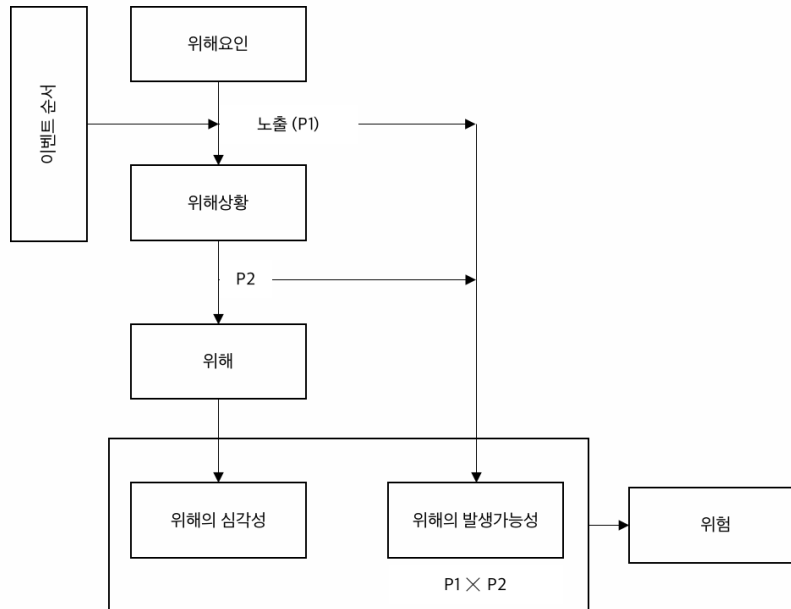 위해요인
이벤트 순서
노출 (P1)
위해상황
P2
위해
위해의 심각성
위해의 발생가능성
위험
P1 × P2